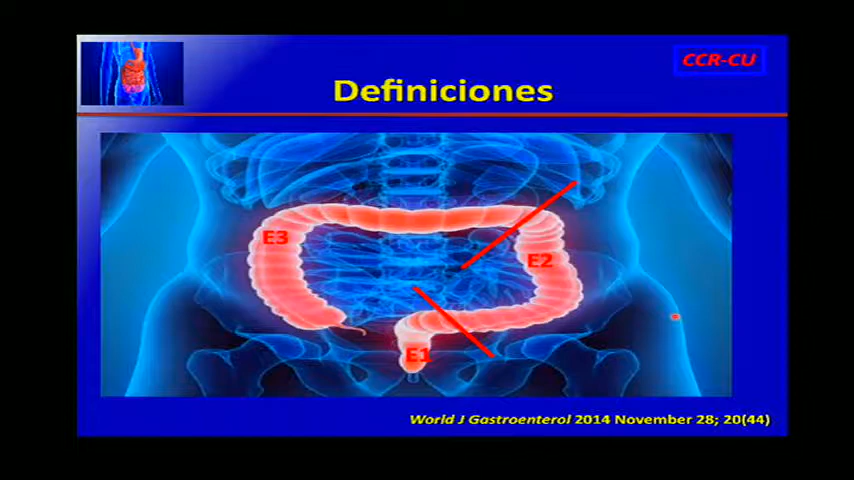 CCR-CU
Definiciones
E3
E2
E1
World J Gastroenterol 2014 November 28; 20(44)